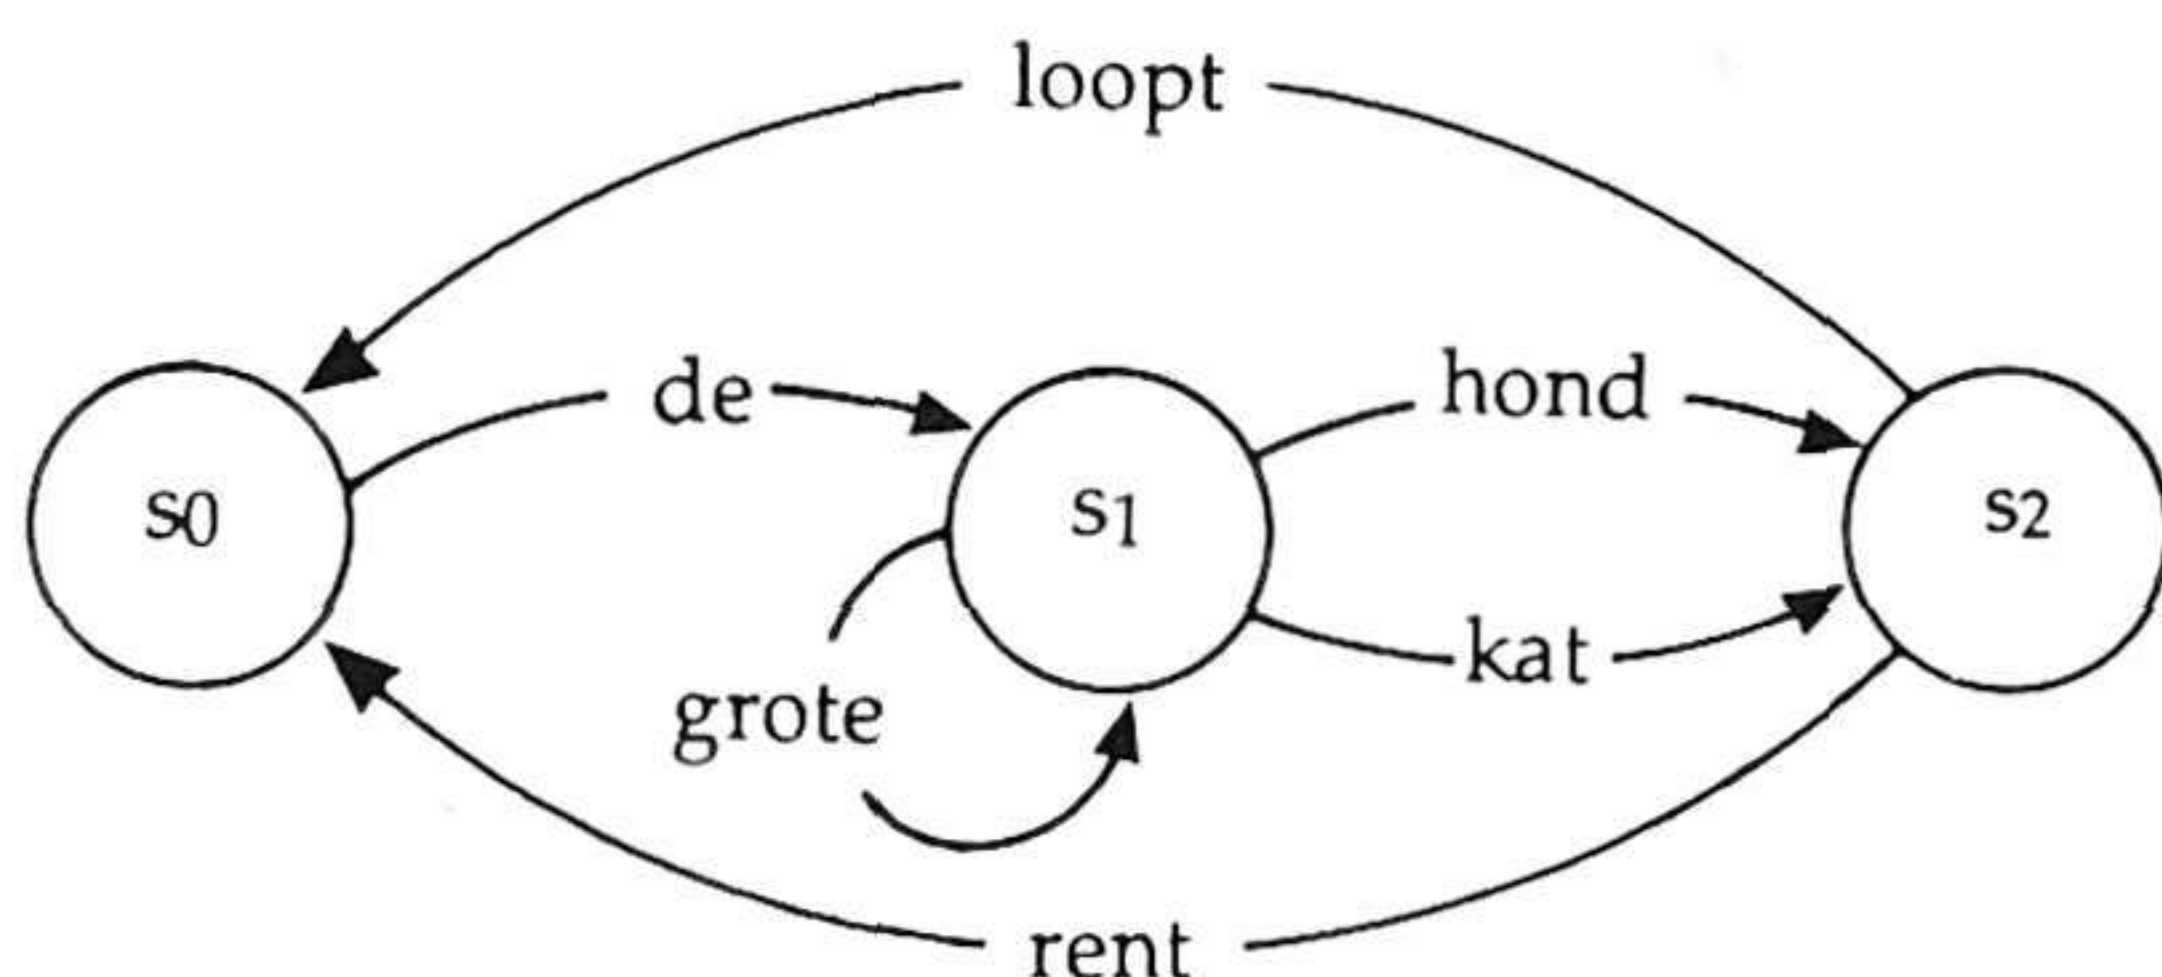 loopt
de
hond
s0
s1
s2
kat
grote
rent